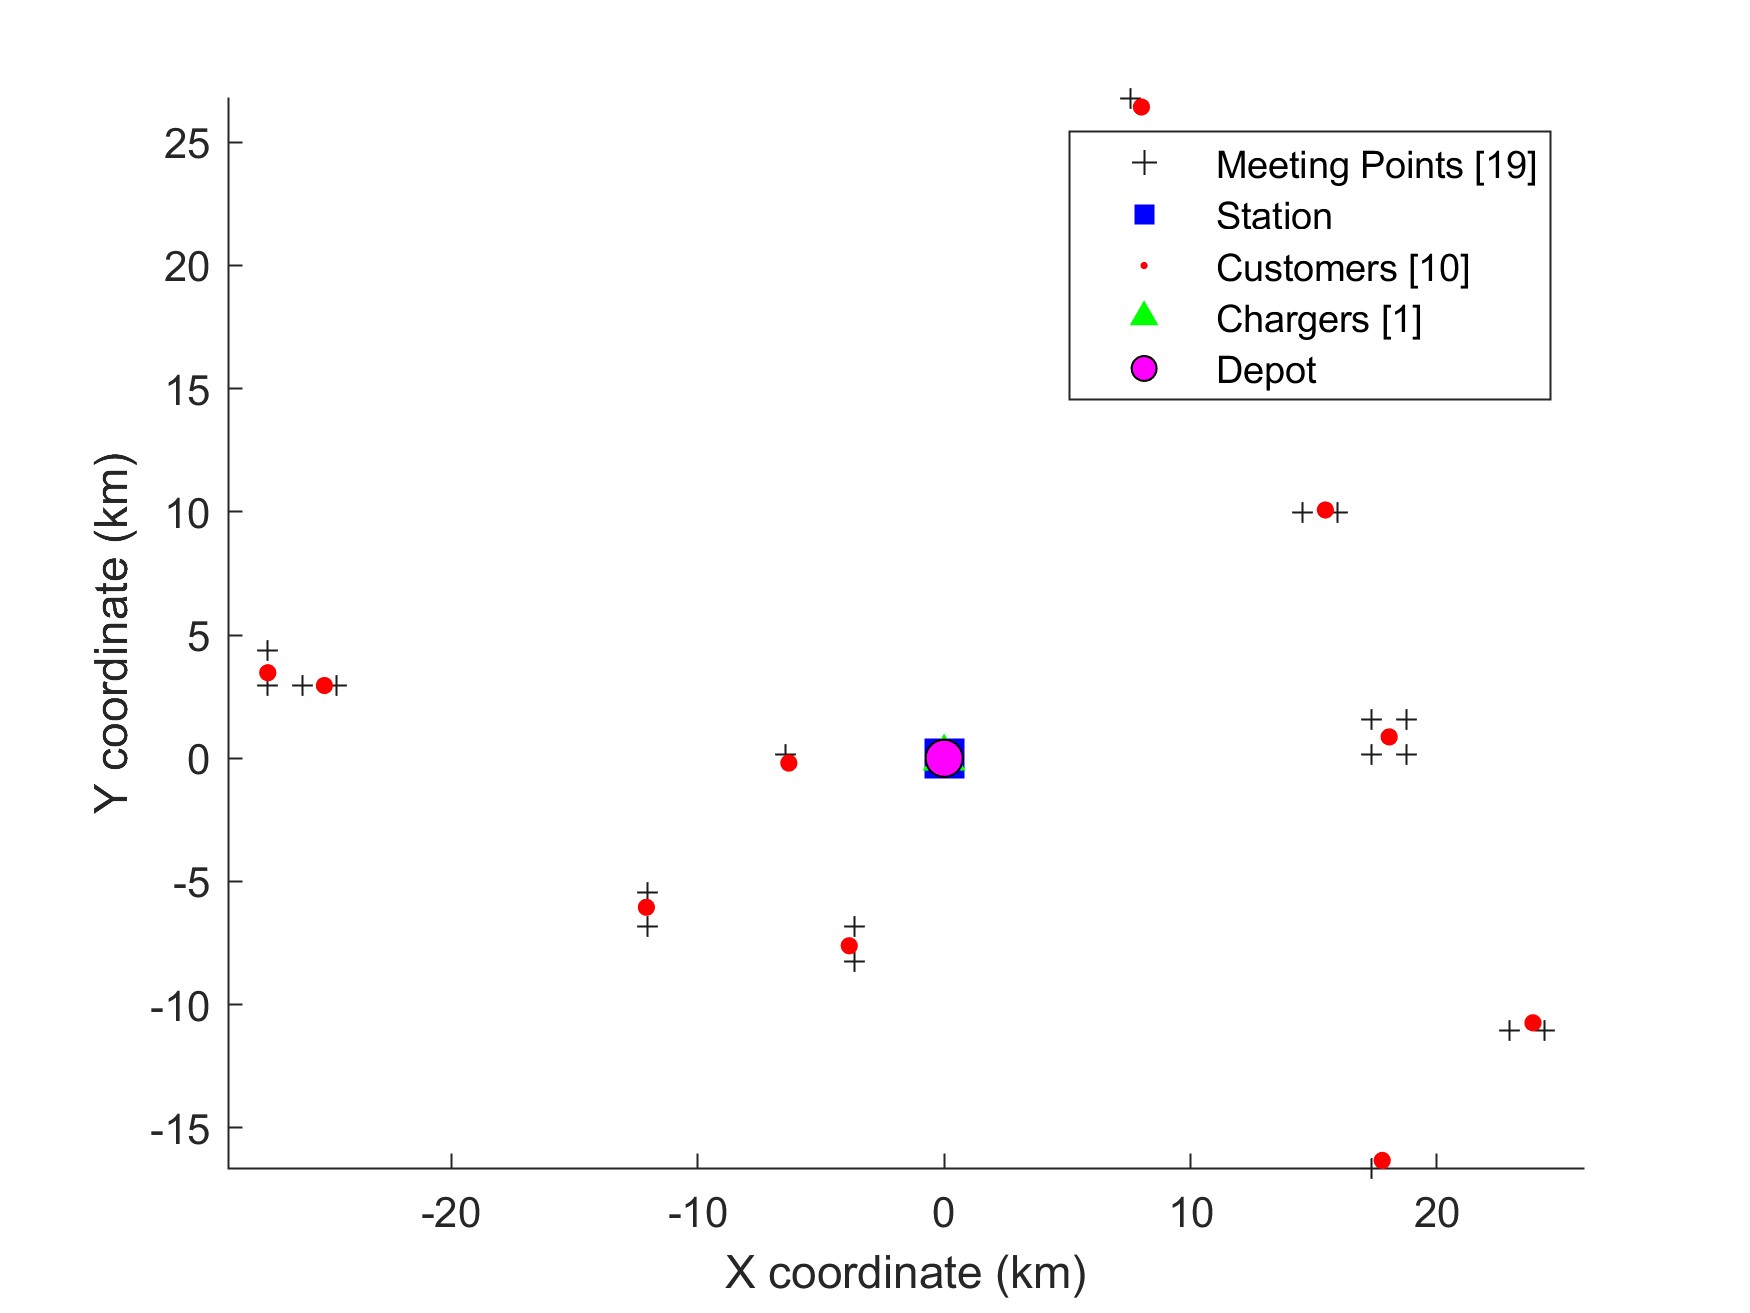 25
20
15
10
5
0
-5
-10
-15
Y coordinate (km)
Meeting Points [19]
Station
Customers [10]
Chargers [1]
Depot
-20 -10 0 10 20
X coordinate (km)